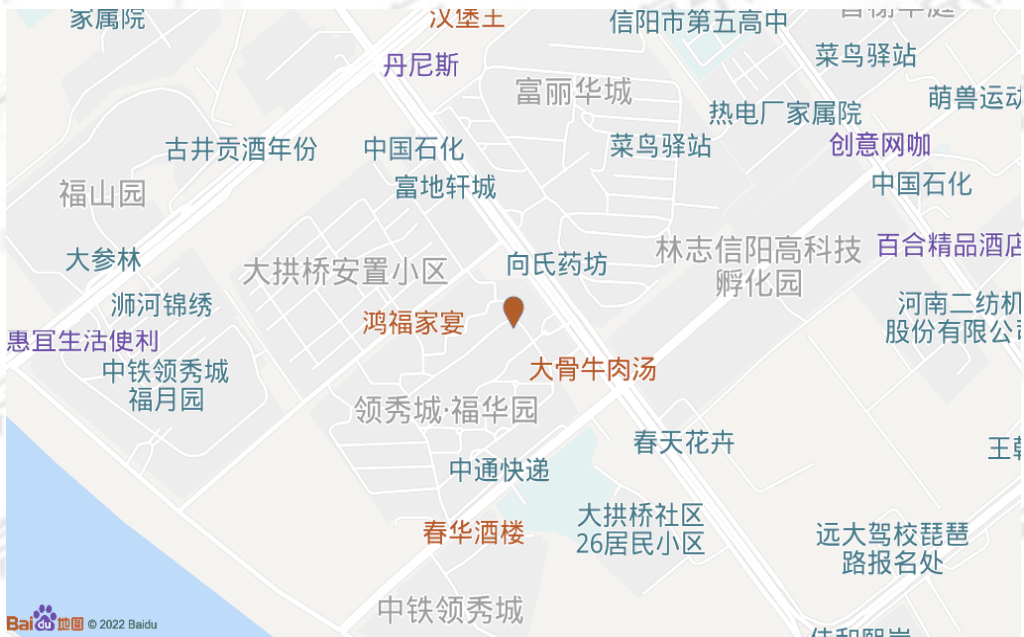 家属院
汉堡王
信阳市第五高中
丹尼斯
菜鸟驿站
富丽华城
萌兽运动
热电厂家属院
古井贡酒年份
中国石化
菜鸟驿站
创意网咖
富地轩城
中国石化
福山园
大参林
大拱桥安置小区
向氏药坊
林志信阳高科技
孵化园
百合精品酒店
浉河锦绣
鸿福家宴
河南二纺机
股份有限公司
惠宜生活便利
中铁领秀城
福月园
大骨牛肉汤
领秀城·福华园
春天花卉
中通快递
春华酒楼
大拱桥社区
26居民小区
远大驾校琵琶
路报名处
中铁领秀城
Bai du 地图 © 2022 Baidu